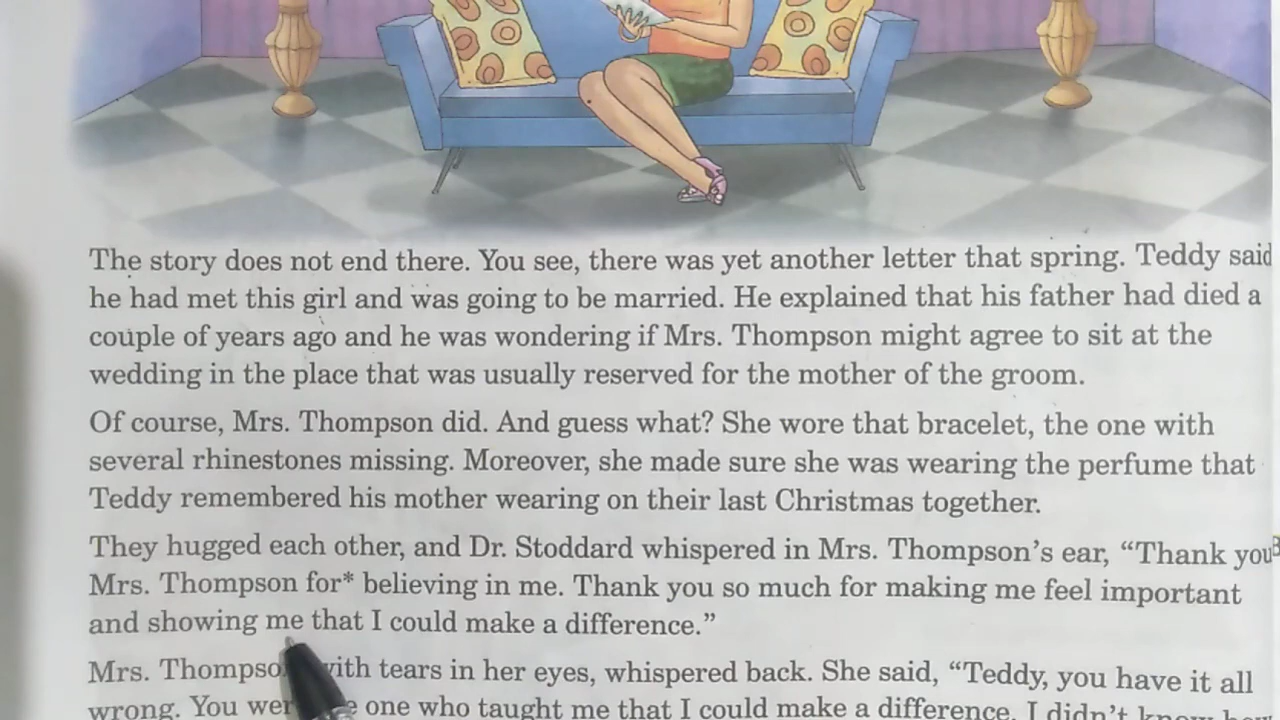 The story does not end there. You see, there was yet another letter that spring. Teddy said
he had met this girl and was going to be married. He explained that his father had died a
couple of years ago and he was wondering if Mrs. Thompson might agree to sit at the
wedding in the place that was usually reserved for the mother of the groom.
Of course, Mrs. Thompson did. And guess what? She wore that bracelet, the one with
several rhinestones missing. Moreover, she made sure she was wearing the perfume that
Teddy remembered his mother wearing on their last Christmas together.
They hugged each other, and Dr. Stoddard whispered in Mrs. Thompson's ear, “Thank you
Mrs. Thompson for* believing in me. Thank you so much for making me feel important
and showing me that I could make a difference.”
Mrs. with tears in her eyes, whispered back. She said, “Teddy, you have it all
wrong. You one who taught me that I could make a difference. I didn't know how